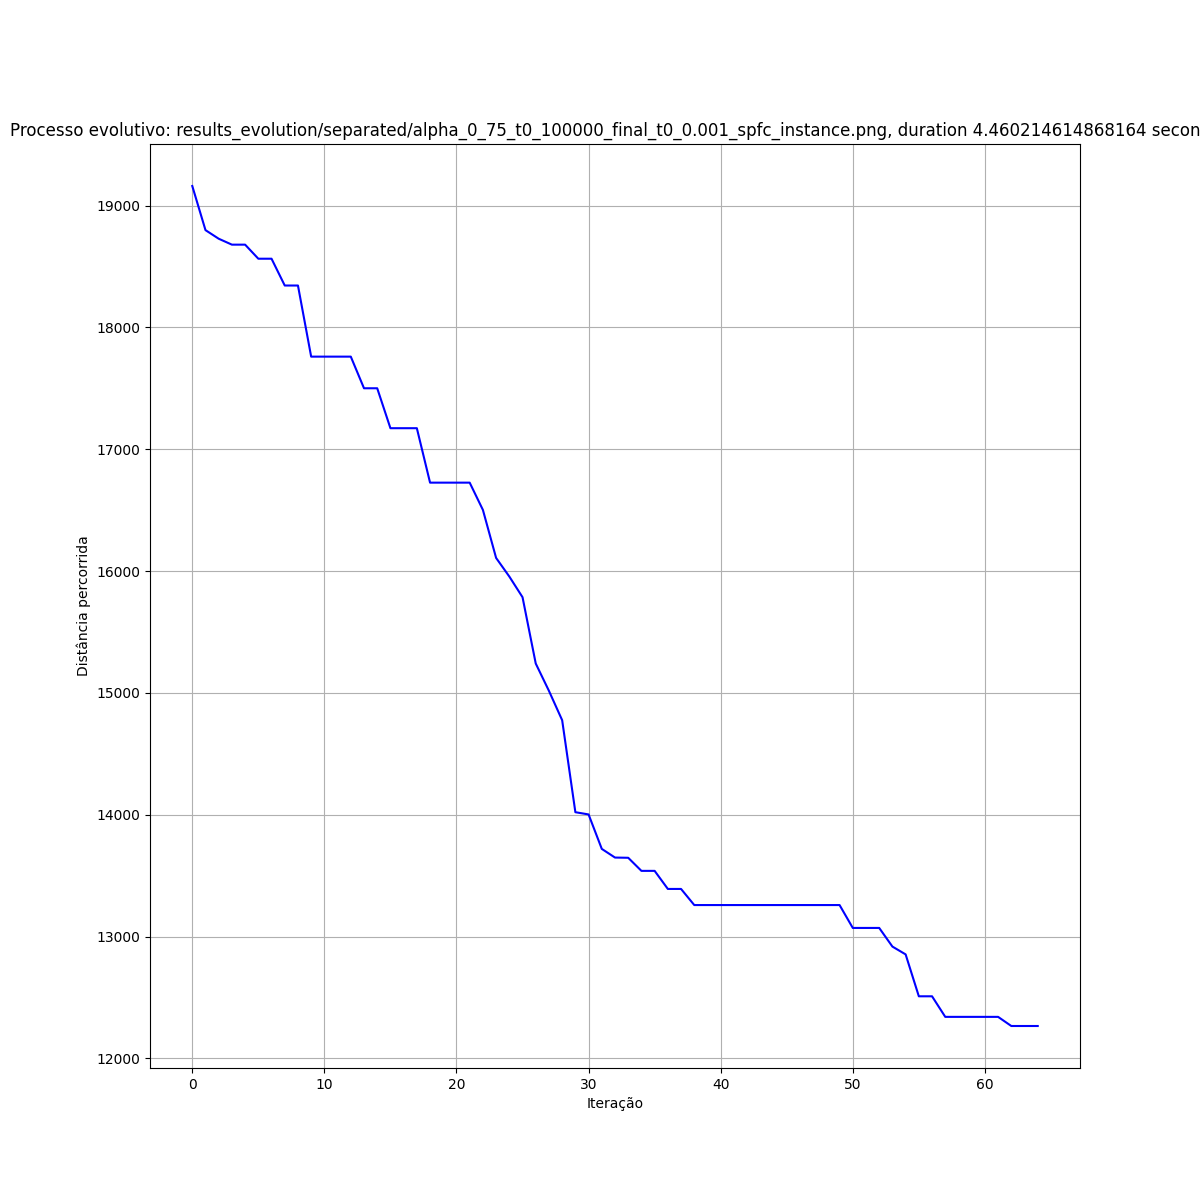 Processo evolutivo: results_evolution/separated/alpha_0_75_t0_100000_final_t0_0.001_spfc_instance.png, duration 4.460214614868164 secon
19000
18000
17000
16000
15000
14000
13000
12000
Distância percorrida
0 10 20 30 40 50 60
Iteração